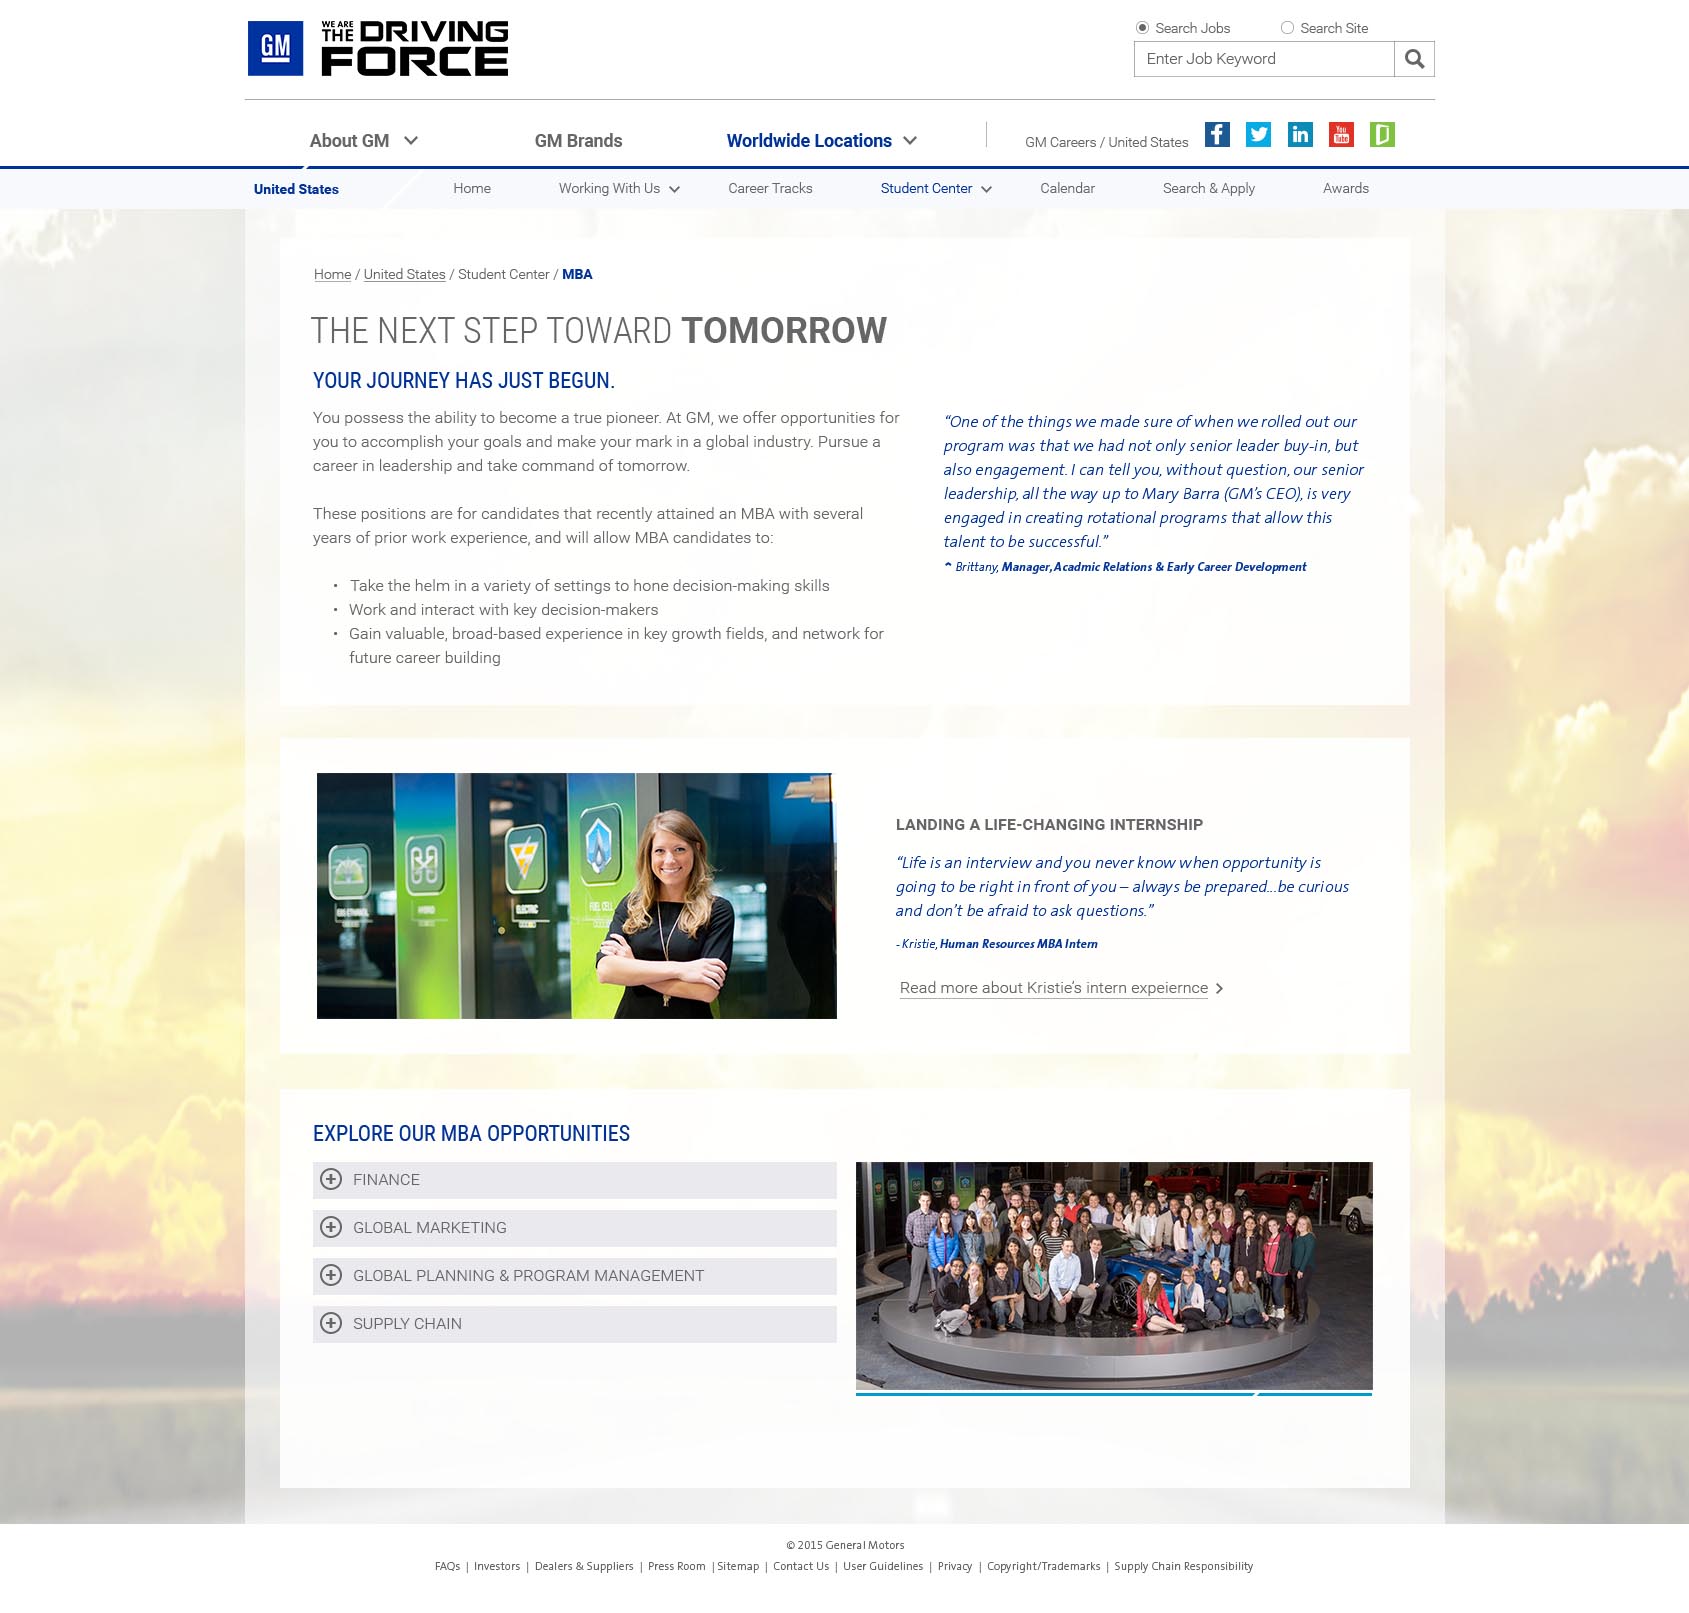 GM
WE ARE THE DRIVING FORCE
Search Jobs
Search Site
Enter Job Keyword
About GM
GM Brands
Worldwide Locations
GM Careers / United States
f
in
You Tube
United States
Home
Working With Us
Career Tracks
Student Center
Calendar
Search & Apply
Awards
Home / United States / Student Center / MBA
THE NEXT STEP TOWARD TOMORROW
YOUR JOURNEY HAS JUST BEGUN.
You possess the ability to become a true pioneer. At GM, we offer opportunities for
you to accomplish your goals and make your mark in a global industry. Pursue a
career in leadership and take command of tomorrow.
These positions are for candidates that recently attained an MBA with several
years of prior work experience, and will allow MBA candidates to:
• Take the helm in a variety of settings to hone decision-making skills
• Work and interact with key decision-makers
• Gain valuable, broad-based experience in key growth fields, and network for
future career building
“One of the things we made sure of when we rolled out our
program was that we had not only senior leader buy-in, but
also engagement. I can tell you, without question, our senior
leadership, all the way up to Mary Barra (GM’s CEO), is very
engaged in creating rotational programs that allow this
talent to be successful.”
- Brittany, Manager, Acadmic Relations & Early Career Development
E85 ETHANOL
HYBRID
ELECTRIC
FUEL CELL
LANDING A LIFE-CHANGING INTERNSHIP
“Life is an interview and you never know when opportunity is
going to be right in front of you – always be prepared...be curious
and don’t be afraid to ask questions.”
- Kristie, Human Resources MBA Intern
Read more about Kristie’s intern expeiernce
EXPLORE OUR MBA OPPORTUNITIES
FINANCE
GLOBAL MARKETING
GLOBAL PLANNING & PROGRAM MANAGEMENT
SUPPLY CHAIN
© 2015 General Motors
FAQs | Investors | Dealers & Suppliers | Press Room | Sitemap | Contact Us | User Guidelines | Privacy | Copyright/Trademarks | Supply Chain Responsibility